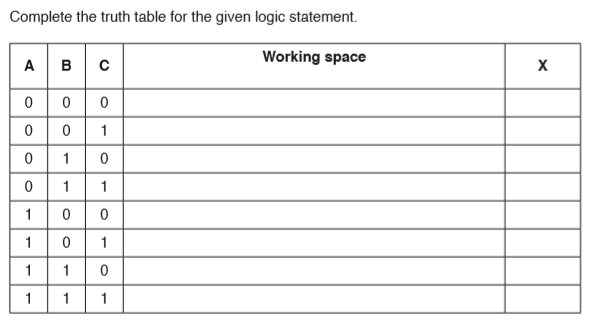 Complete the truth table for the given logic statement.
A B C Working space X
0 0 0
0 0 1
0 1 0
0 1 1
1 0 0
1 0 1
1 1 0
1 1 1